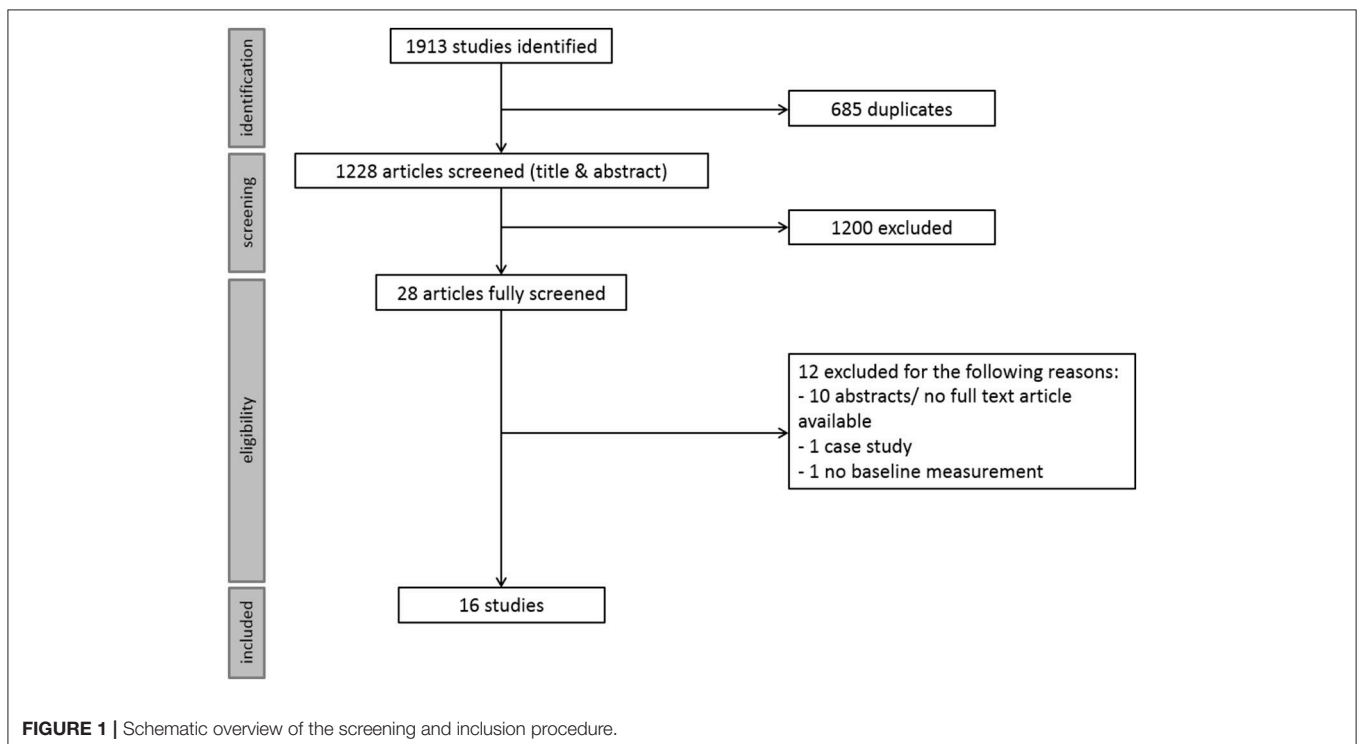 identification
1913 studies identified
685 duplicates
screening
1228 articles screened (title & abstract)
1200 excluded
eligibility
28 articles fully screened
12 excluded for the following reasons:
- 10 abstracts/ no full text article
available
- 1 case study
- 1 no baseline measurement
included
16 studies
FIGURE 1 | Schematic overview of the screening and inclusion procedure.